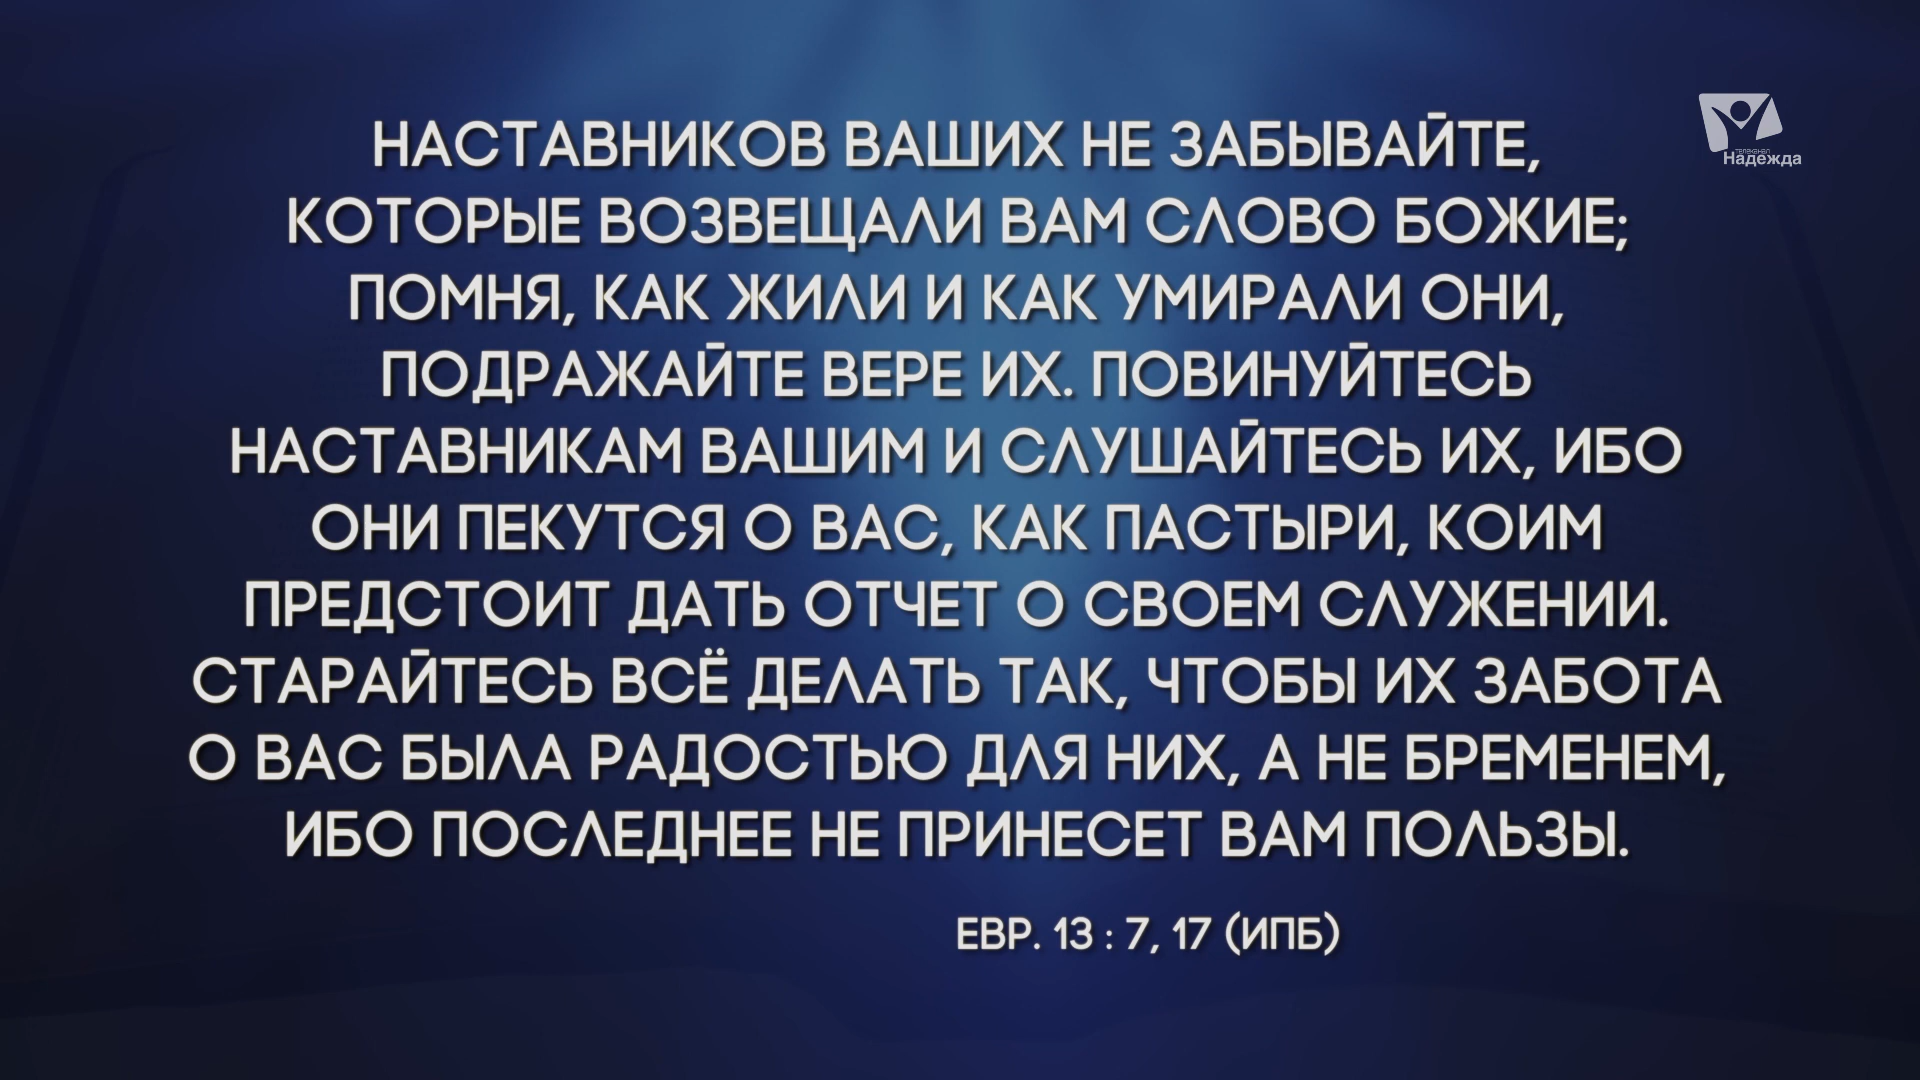 НАСТАВНИКОВ ВАШИХ НЕ ЗАБЫВАЙТЕ,
КОТОРЫЕ ВОЗВЕЩАЛИ ВАМ СЛОВО БОЖИЕ;
ПОМНЯ, КАК ЖИЛИ И КАК УМИРАЛИ ОНИ,
ПОДРАЖАЙТЕ ВЕРЕ ИХ. ПОВИНУЙТЕСЬ
НАСТАВНИКАМ ВАШИМ И СЛУШАЙТЕСЬ ИХ, ИБО
ОНИ ПЕКУТСЯ О ВАС, КАК ПАСТЫРИ, КОИМ
ПРЕДСТОИТ ДАТЬ ОТЧЕТ О СВОЕМ СЛУЖЕНИИ.
СТАРАЙТЕСЬ ВСЁ ДЕЛАТЬ ТАК, ЧТОБЫ ИХ ЗАБОТА
О ВАС БЫЛА РАДОСТЬЮ ДЛЯ НИХ, А НЕ БРЕМЕНЕМ,
ИБО ПОСЛЕДНЕЕ НЕ ПРИНЕСЕТ ВАМ ПОЛЬЗЫ.
ЕВР. 13 : 7, 17 (ИПБ)
ТЕЛЕКАНАЛ
Надежда